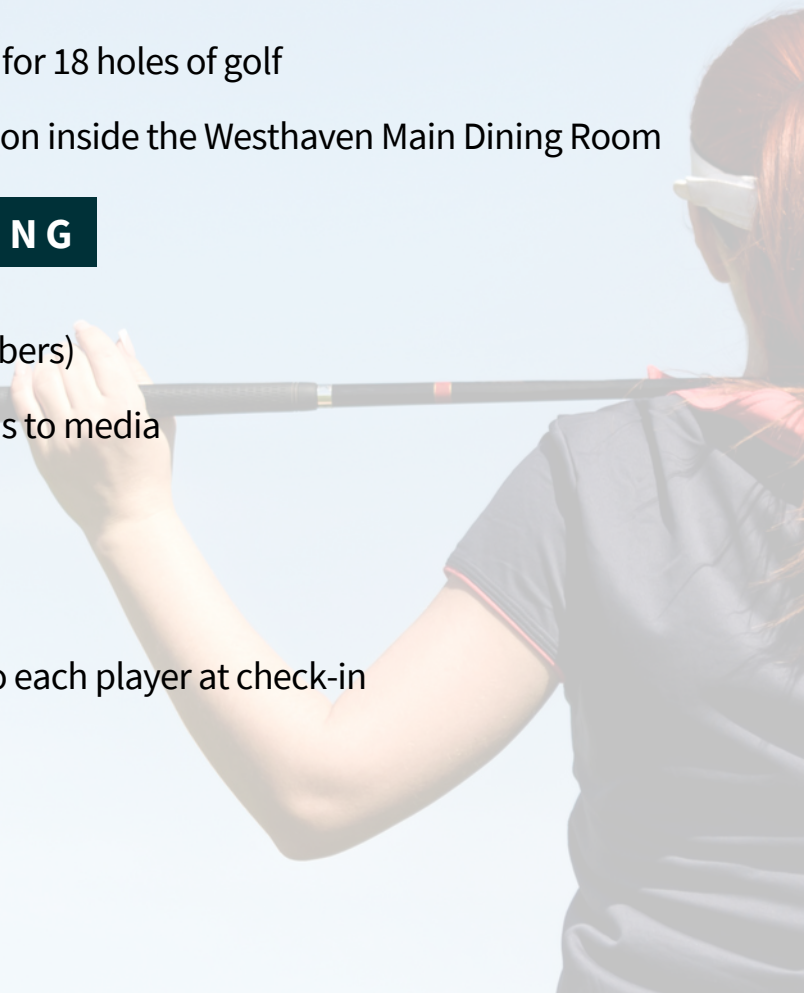 for 18 holes of golf
on inside the Westhaven Main Dining Room
N G
bers)
s to media
o each player at check-in